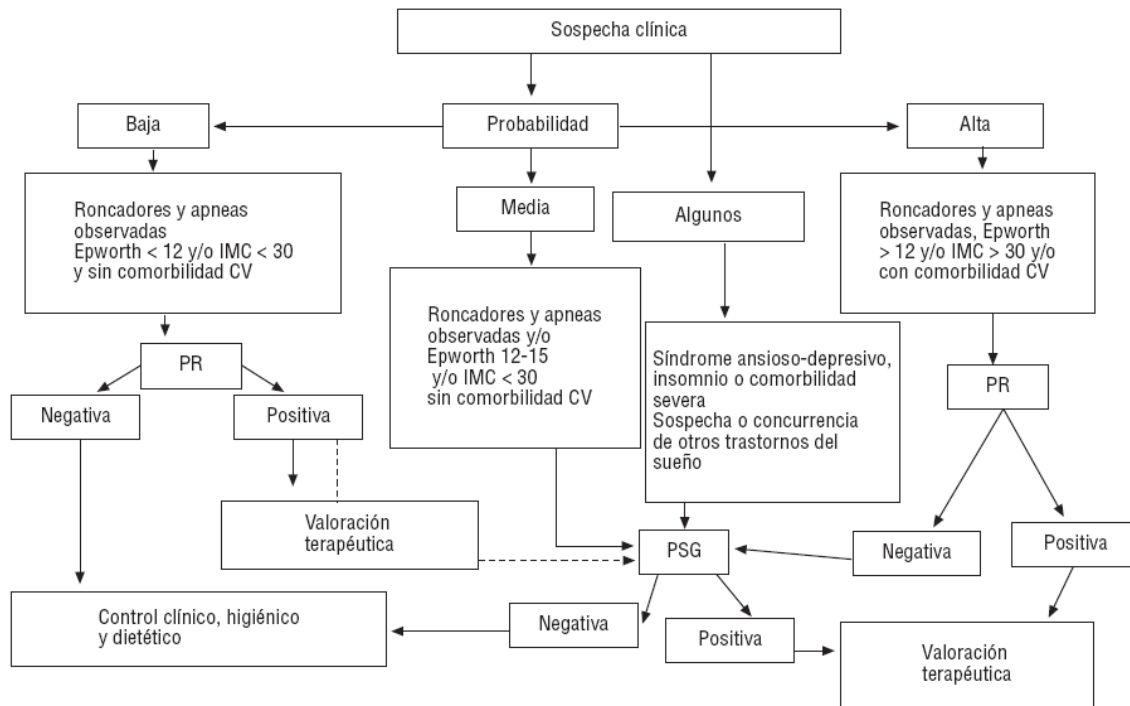 Sospecha clínica
Baja
Probabilidad
Alta
Roncadores y apneas
observadas
Epworth < 12 y/o IMC < 30
y sin comorbilidad CV
Media
Algunos
Roncadores y apneas
observadas, Epworth
> 12 y/o IMC > 30 y/o
con comorbilidad CV
Roncadores y apneas
observadas y/o
Epworth 12-15
y/o IMC < 30
sin comorbilidad CV
Síndrome ansioso-depresivo,
insomnio o comorbilidad
severa
Sospecha o concurrencia
de otros trastornos del
sueño
PR
PR
Negativa
Positiva
Valoración
terapéutica
PSG
Negativa
Positiva
Control clínico, higiénico
y dietético
Negativa
Positiva
Valoración
terapéutica